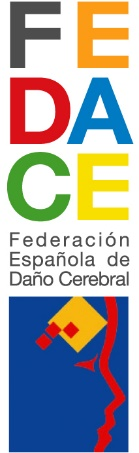 FE
DA
CE
Federación
Española de
Daño Cerebral